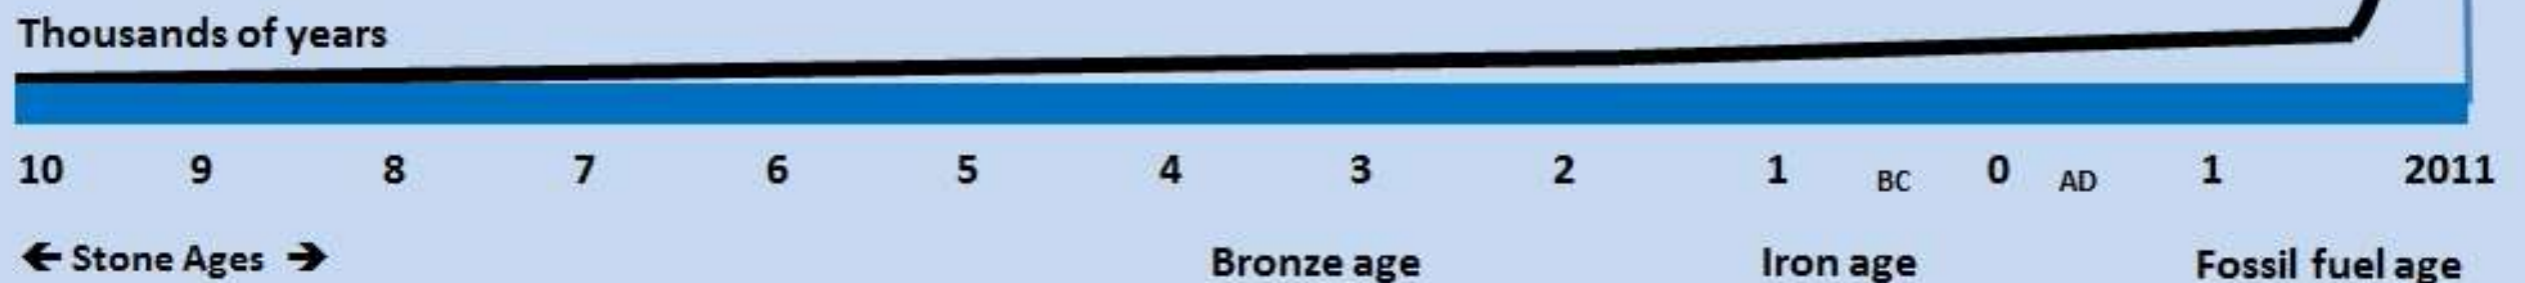 Thousands of years
10 9 8 7 6 5 4 3 2 1 BC 0 AD 1 2011
← Stone Ages → Bronze age Iron age Fossil fuel age